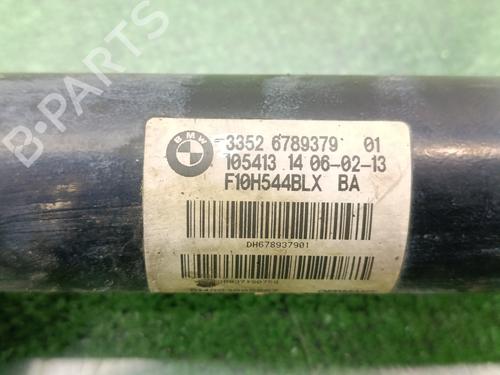 B-PARTS
BMW
3352 6789379 01
105413 14 06-02-13
F10H544BLX BA
DH678937901